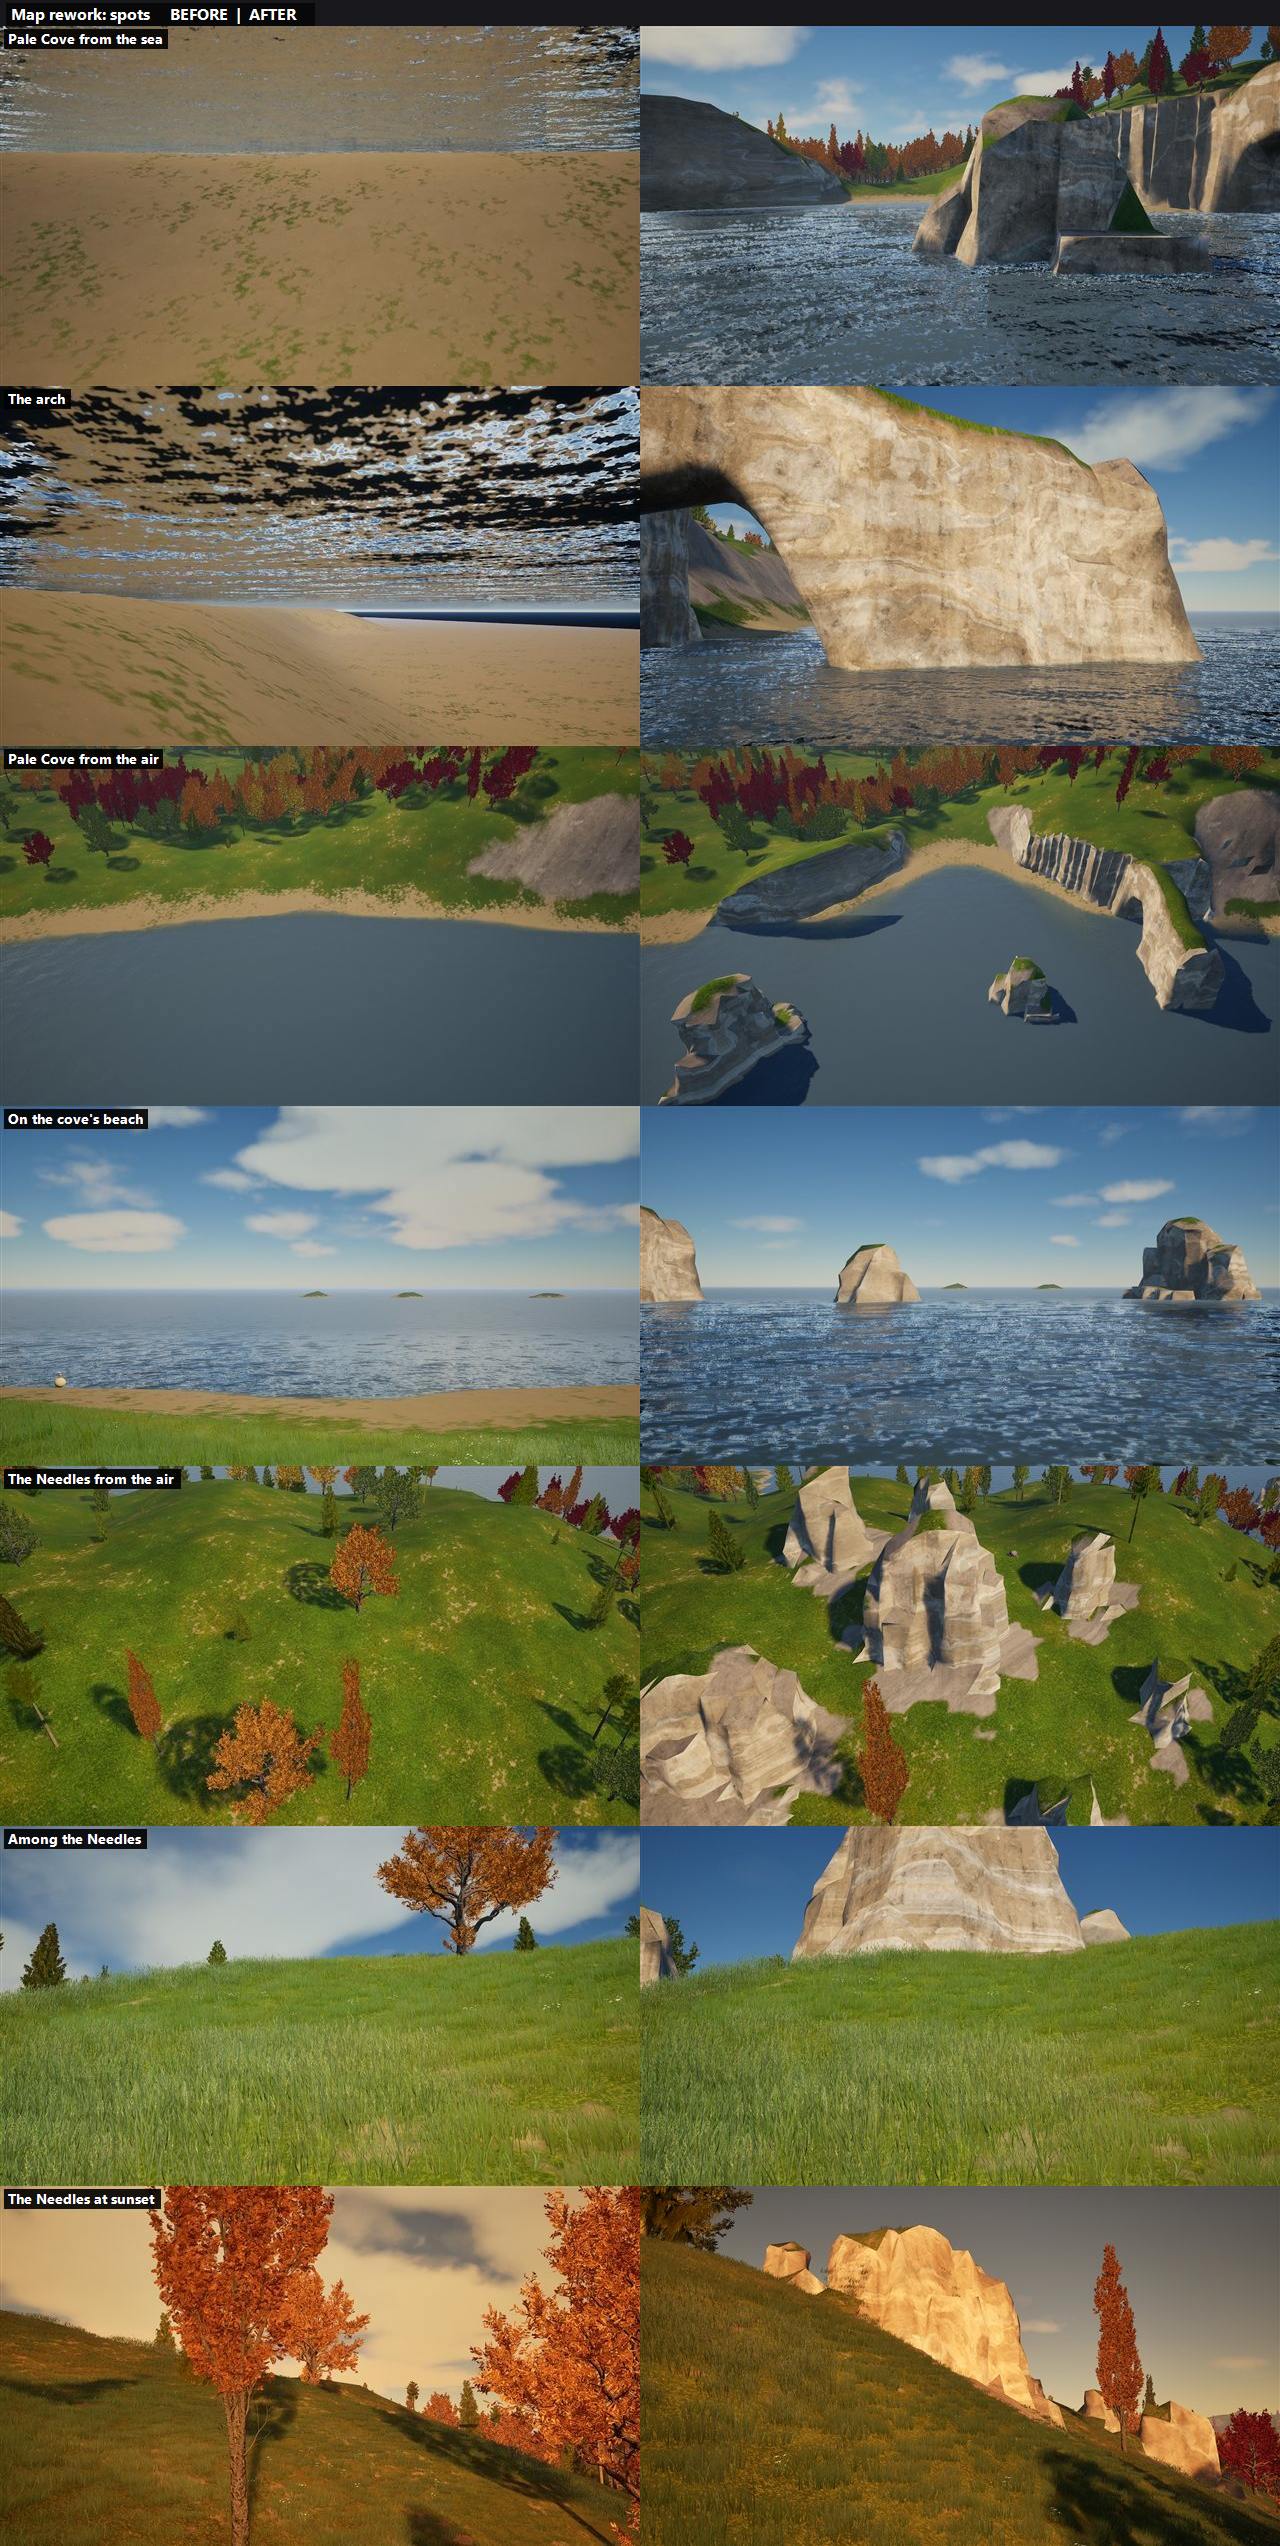 Map rework: spots BEFORE | AFTER
Pale Cove from the sea
The arch
Pale Cove from the air
On the cove's beach
The Needles from the air
Among the Needles
The Needles at sunset